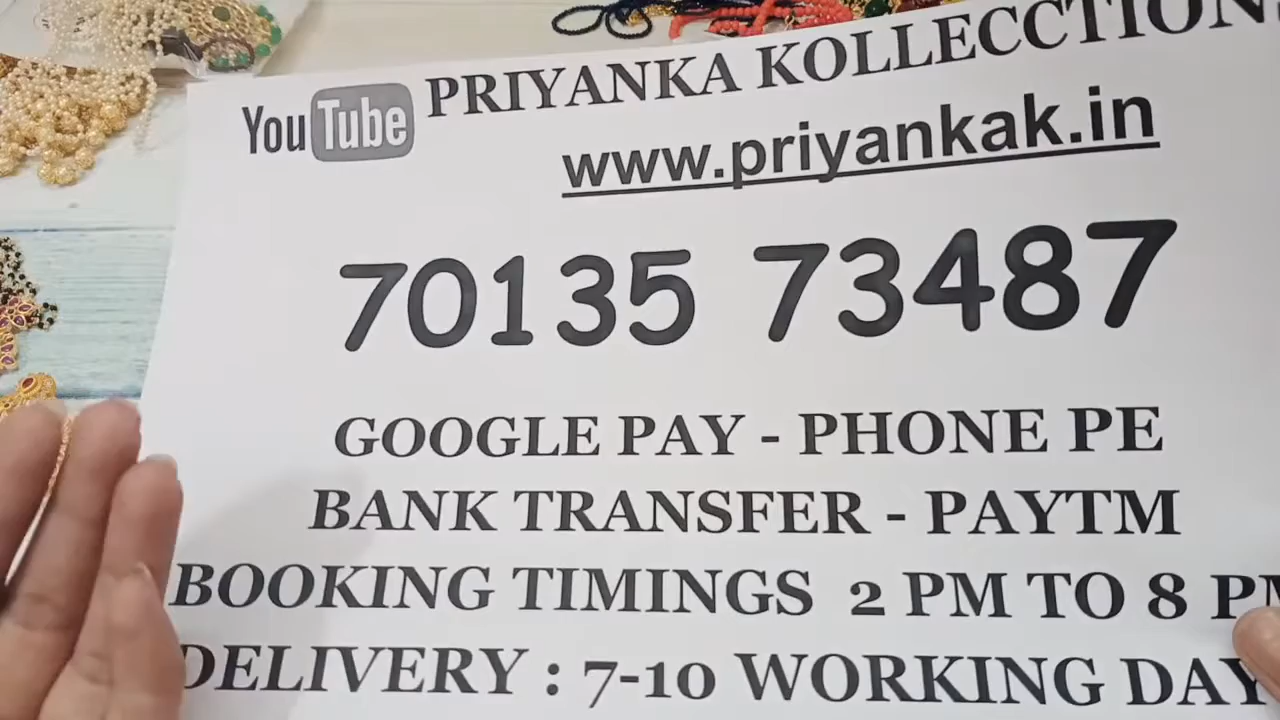 YouTube PRIYANKA KOLLECCTION
www.priyankak.in
70135 73487
GOOGLE PAY - PHONE PE
BANK TRANSFER - PAYTM
BOOKING TIMINGS 2 PM TO 8 PM
DELIVERY : 7-10 WORKING DAY